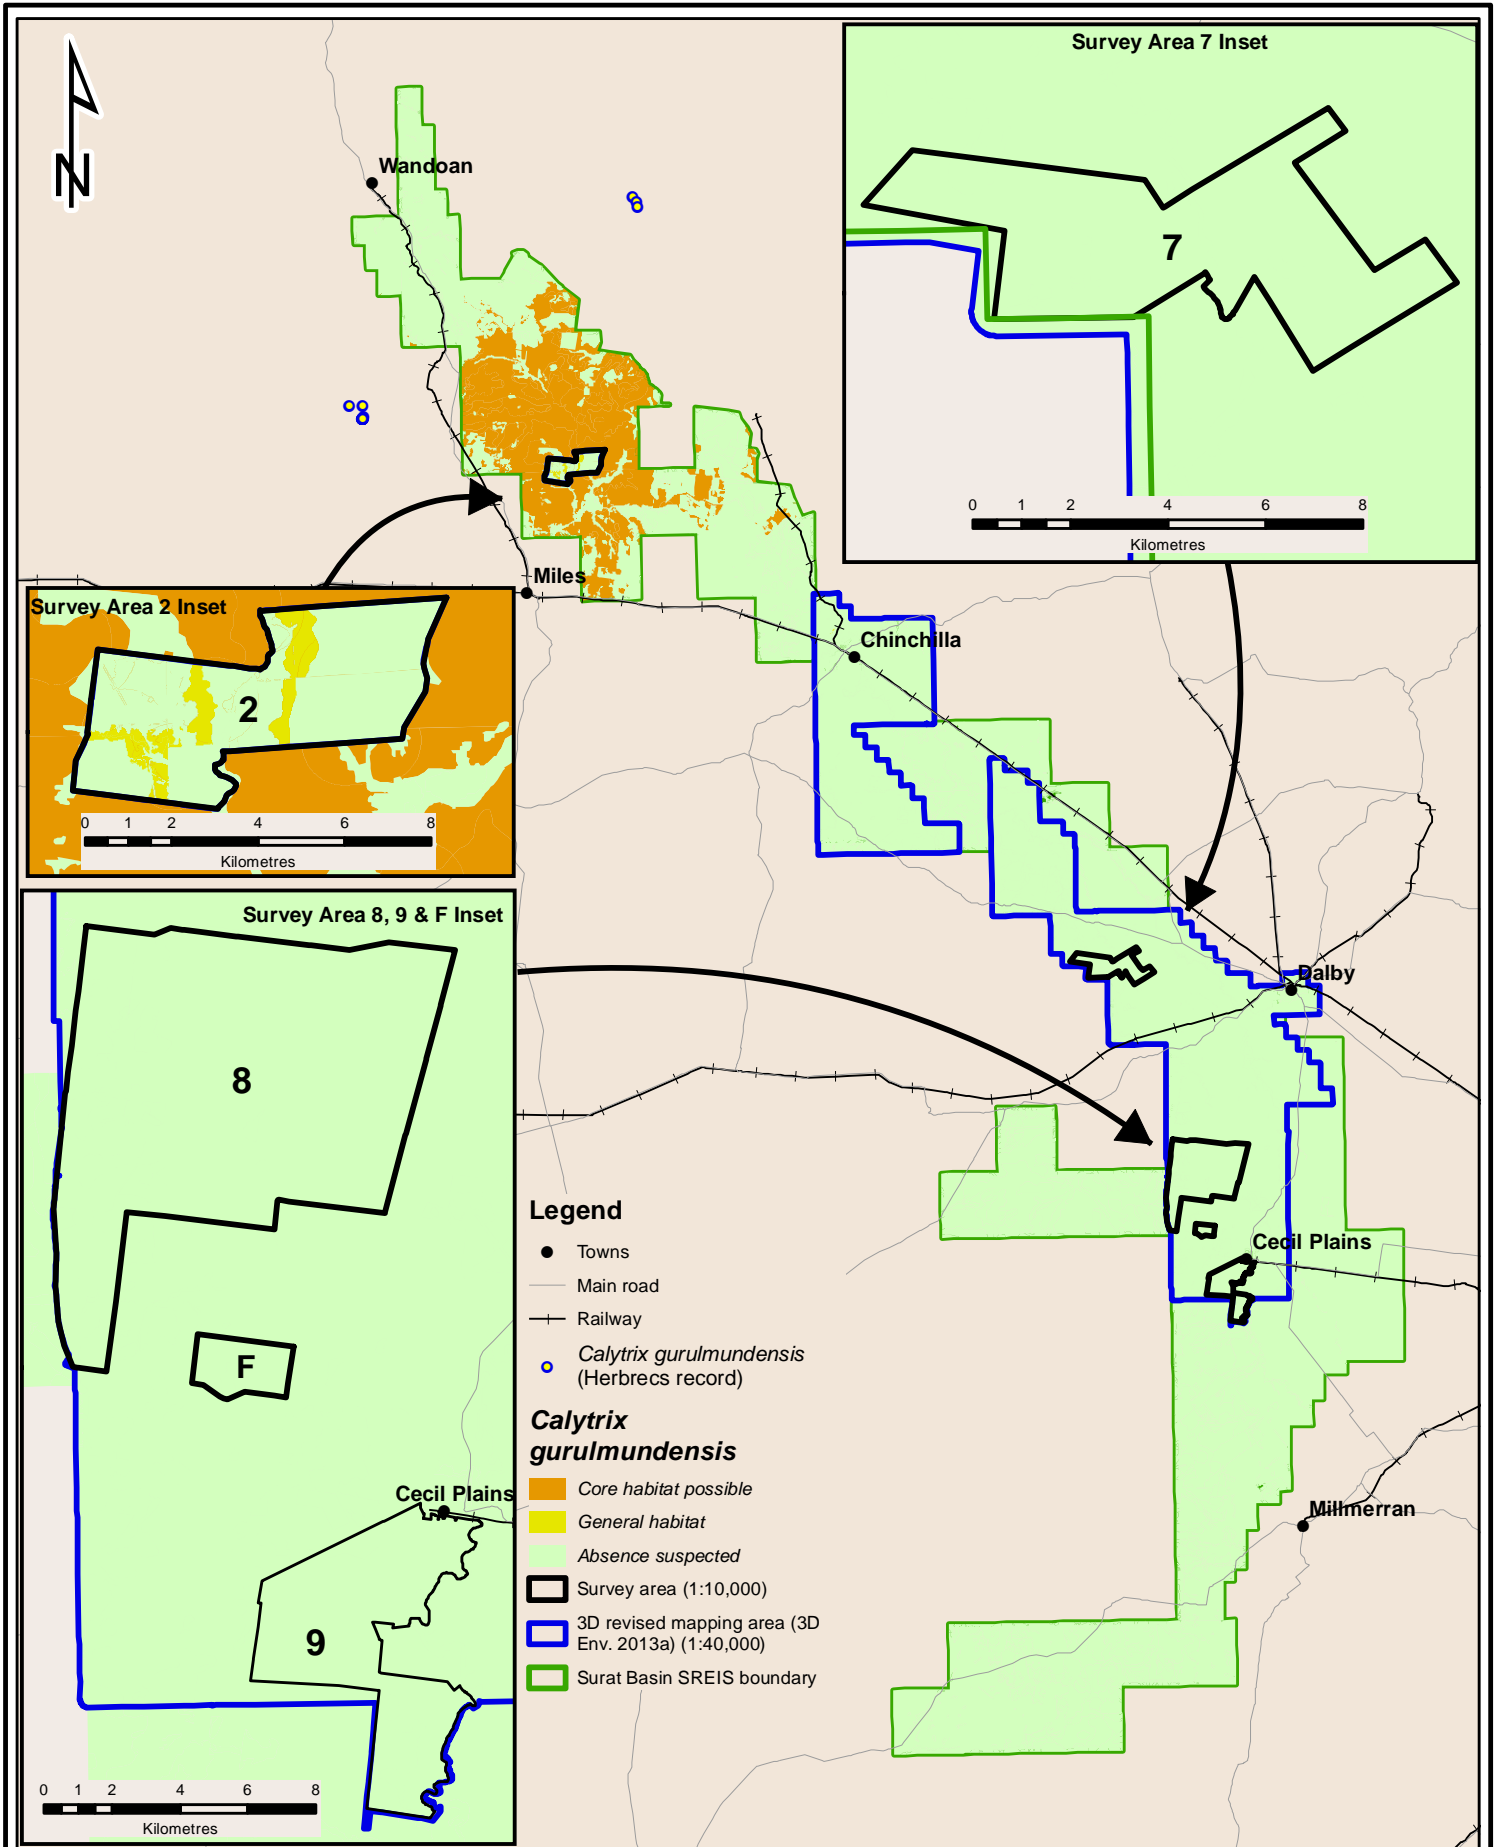 Survey Area 7 Inset
N
Wandoan
7
0 1 2 4 6 8
Kilometres
Miles
Survey Area 2 Inset
2
0 1 2 4 6 8
Kilometres
Chinchilla
Survey Area 8, 9 & F Inset
8
F
Cecil Plains
9
0 1 2 4 6 8
Kilometres
Dalby
Cecil Plains
Millmerran
Legend
Towns
Main road
Railway
Calytrix gurulmundensis
(Herbrecs record)
Calytrix
gurulmundensis
Core habitat possible
General habitat
Absence suspected
Survey area (1:10,000)
3D revised mapping area (3D
Env. 2013a) (1:40,000)
Surat Basin SREIS boundary